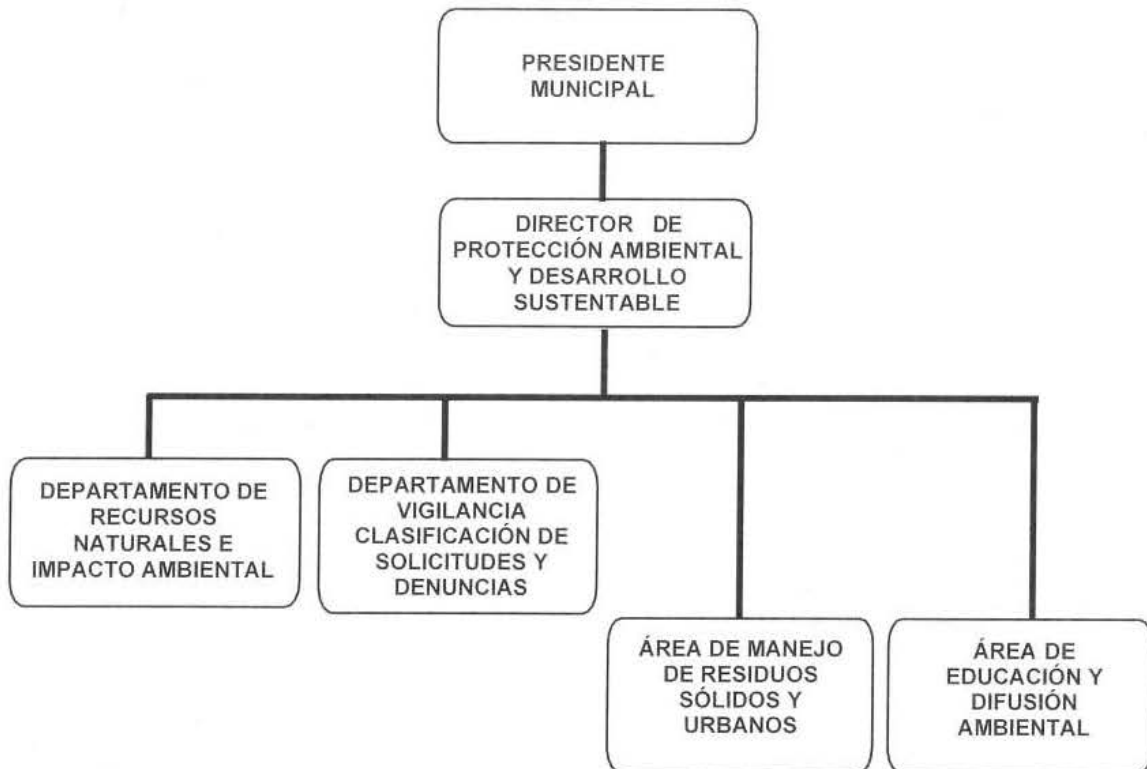 PRESIDENTE
MUNICIPAL
DIRECTOR DE
PROTECCIÓN AMBIENTAL
Y DESARROLLO
SUSTENTABLE
DEPARTAMENTO DE
RECURSOS
NATURALES E
IMPACTO AMBIENTAL
DEPARTAMENTO DE
VIGILANCIA
CLASIFICACIÓN DE
SOLICITUDES Y
DENUNCIAS
ÁREA DE MANEJO
DE RESIDUOS
SÓLIDOS Y
URBANOS
ÁREA DE
EDUCACIÓN Y
DIFUSIÓN
AMBIENTAL